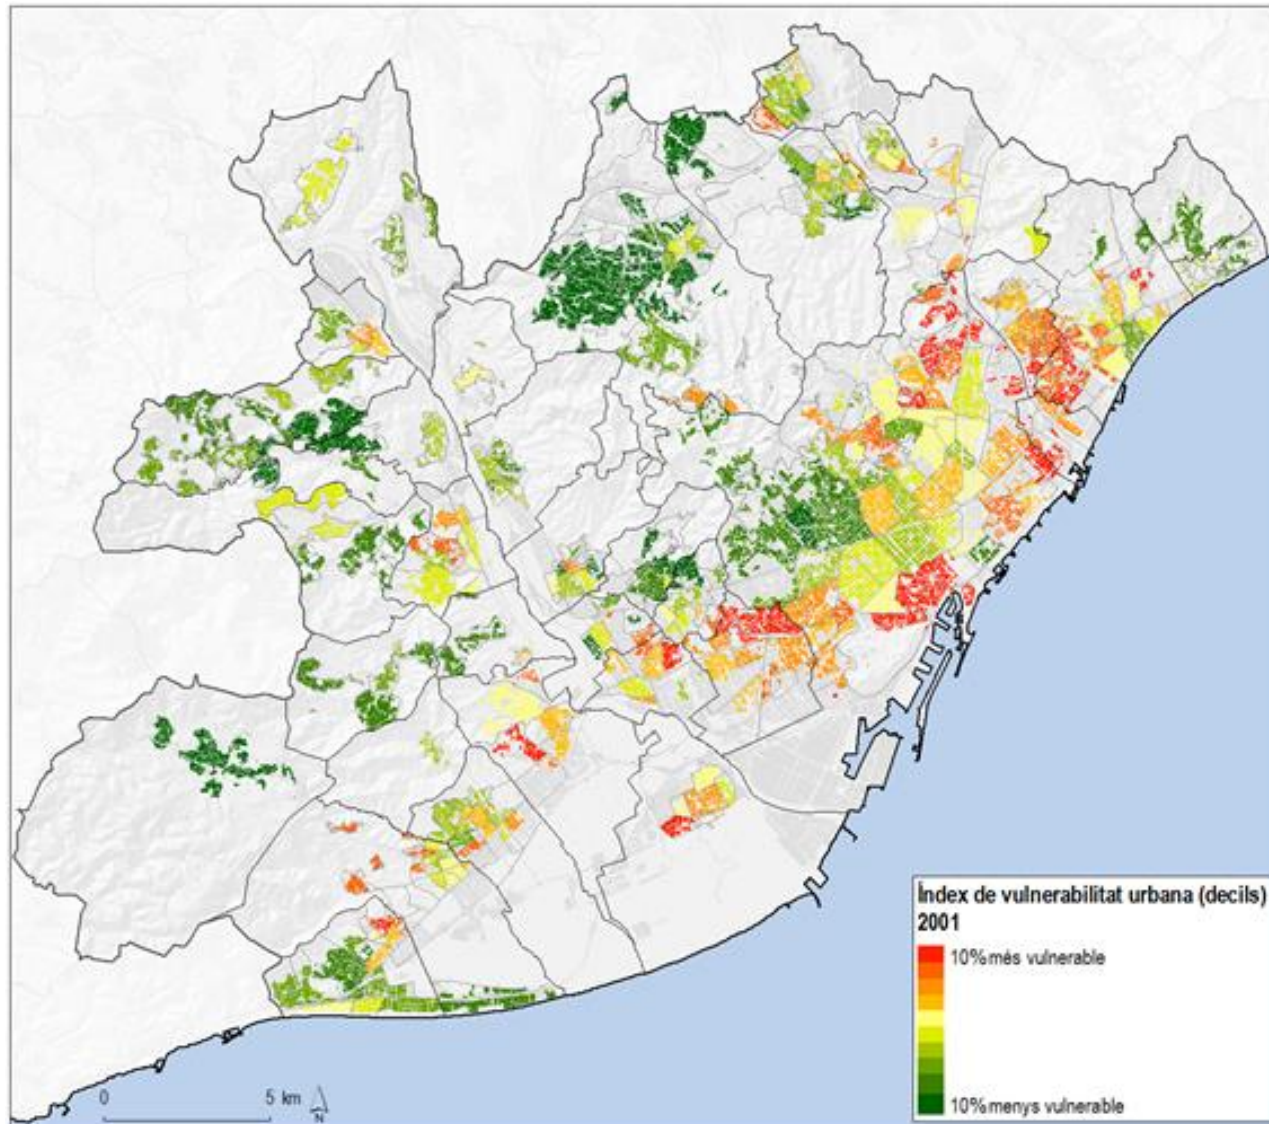 Índex de vulnerabilitat urbana (decils)
2001
10% més vulnerable
10% menys vulnerable
0 5 km
N